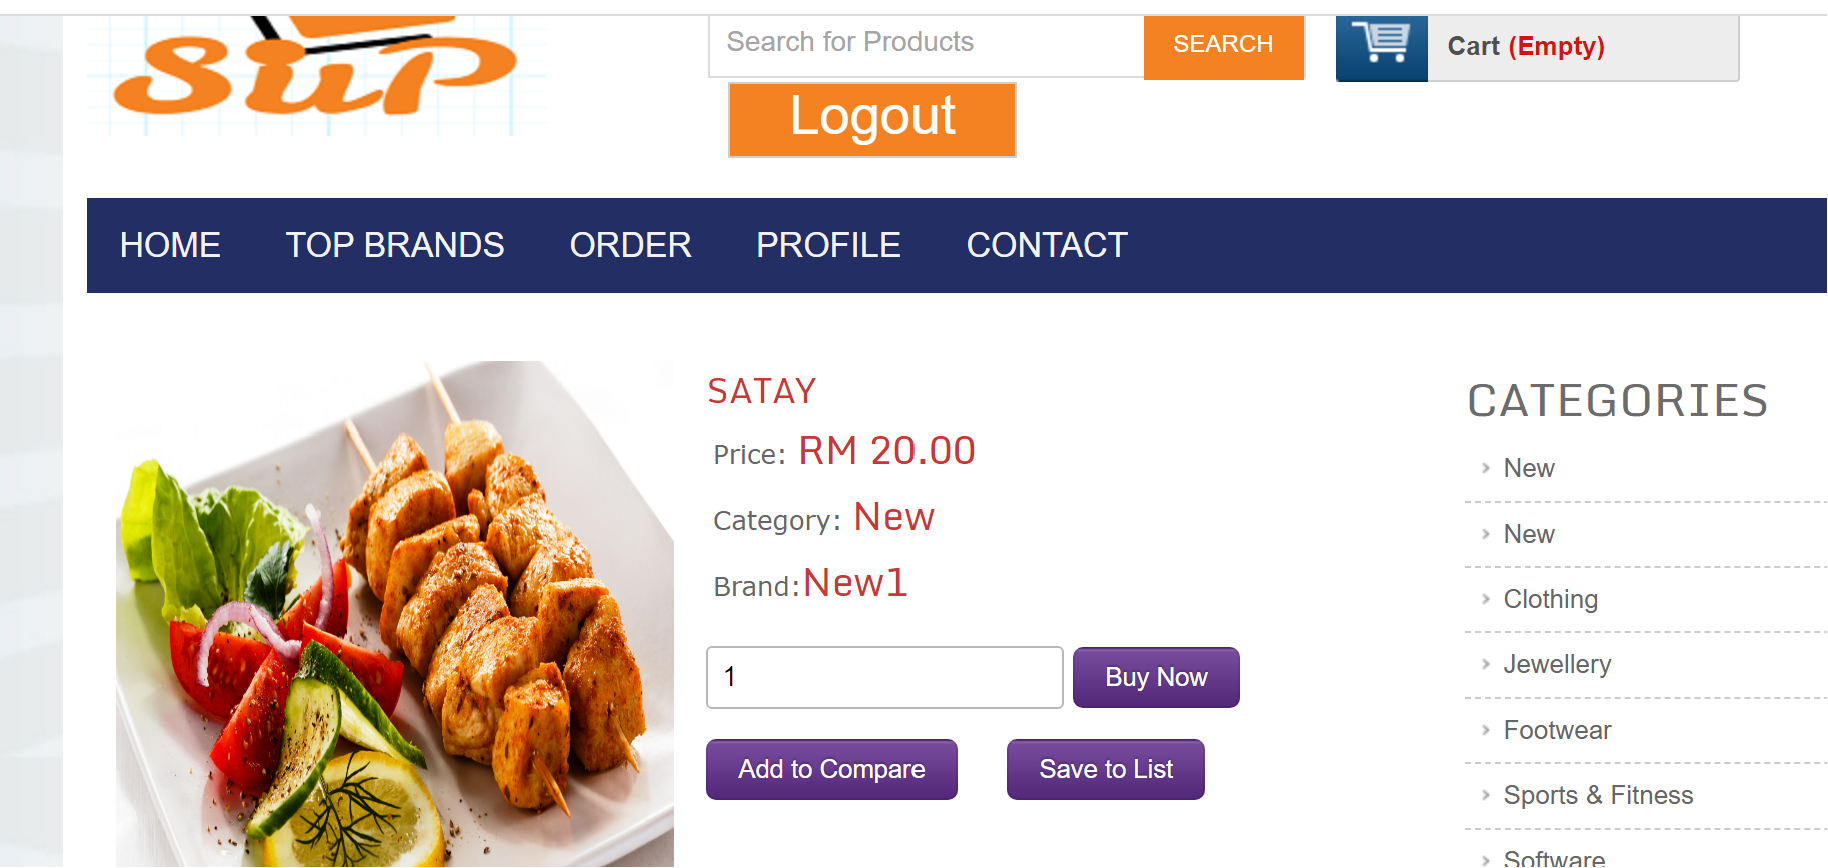 SUP
Search for Products
SEARCH
Cart (Empty)
Logout
HOME TOP BRANDS ORDER PROFILE CONTACT
SATAY
Price: RM 20.00
Category: New
Brand:New1
1
Buy Now
Add to Compare
Save to List
CATEGORIES
New
New
Clothing
Jewellery
Footwear
Sports & Fitness
Software